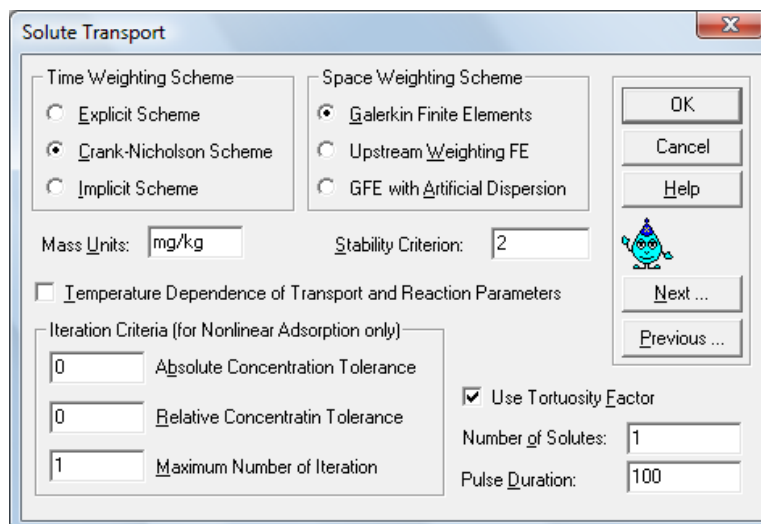 Solute Transport
Time Weighting Scheme
Explicit Scheme
Crank-Nicholson Scheme
Implicit Scheme
Space Weighting Scheme
Galerkin Finite Elements
Upstream Weighting FE
GFE with Artificial Dispersion
OK
Cancel
Help
Next ...
Previous ...
Mass Units: mg/kg
Stability Criterion: 2
Temperature Dependence of Transport and Reaction Parameters
Iteration Criteria (for Nonlinear Adsorption only)
0 Absolute Concentration Tolerance
0 Relative Concentratin Tolerance
1 Maximum Number of Iteration
Use Tortuosity Factor
Number of Solutes: 1
Pulse Duration: 100